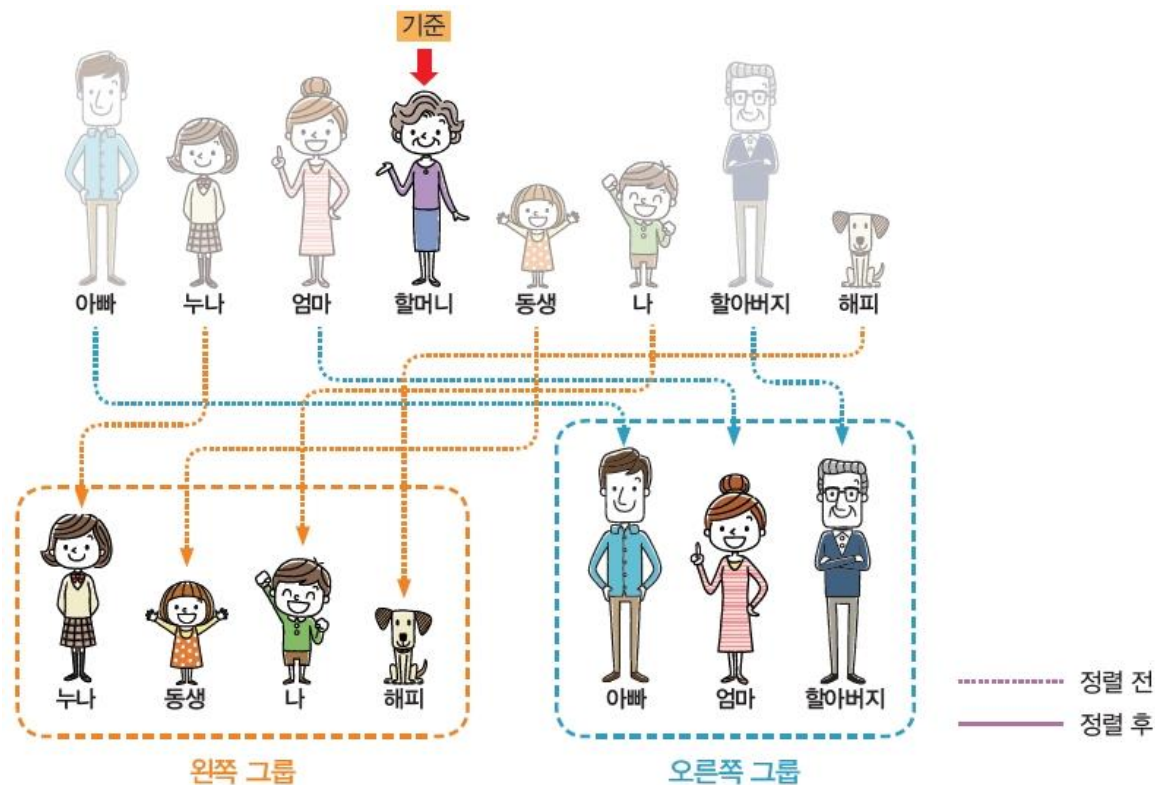 기준
아빠 누나 엄마 할머니 동생 나 할아버지 해피
누나 동생 나 해피
아빠 엄마 할아버지
정렬 전
정렬 후
왼쪽 그룹
오른쪽 그룹